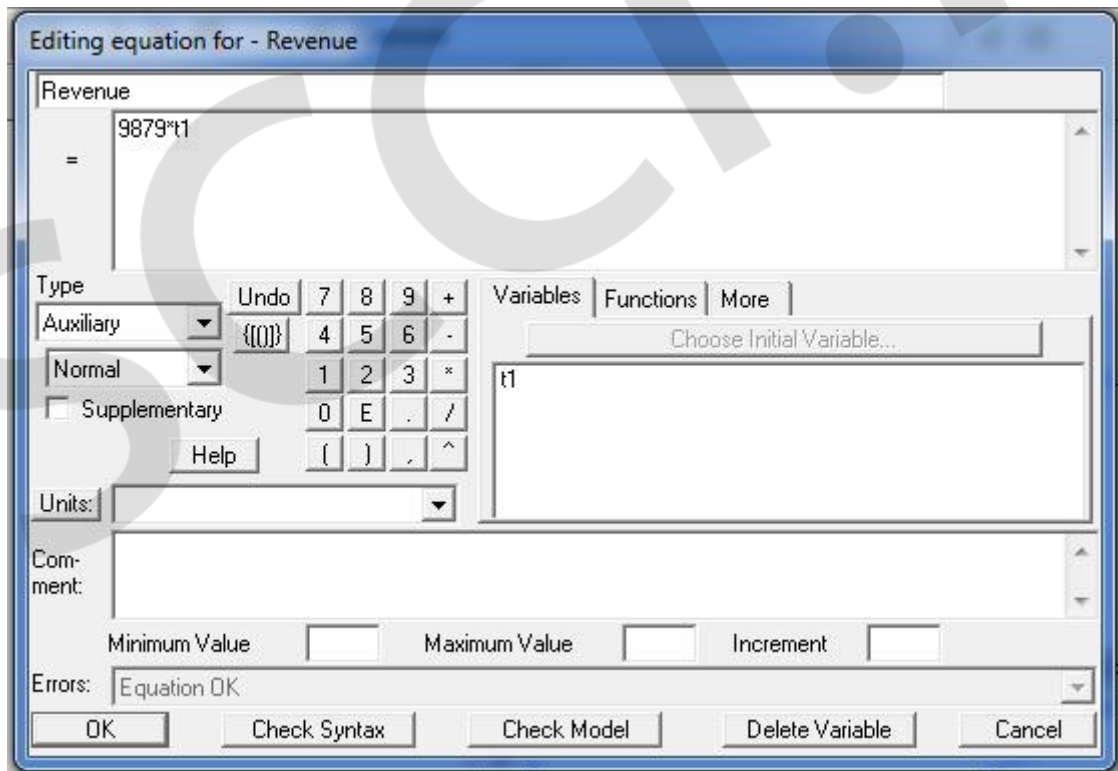 Editing equation for - Revenue
Revenue
=
9879*t1
Type
Auxiliary
Normal
Supplementary
Help
Undo 7 8 9 +
{[()]} 4 5 6 -
1 2 3 *
0 E . /
( ) , ^
Variables Functions More
Choose Initial Variable...
t1
Units:
Com-
ment:
Minimum Value Maximum Value Increment
Errors: Equation OK
OK Check Syntax Check Model Delete Variable Cancel